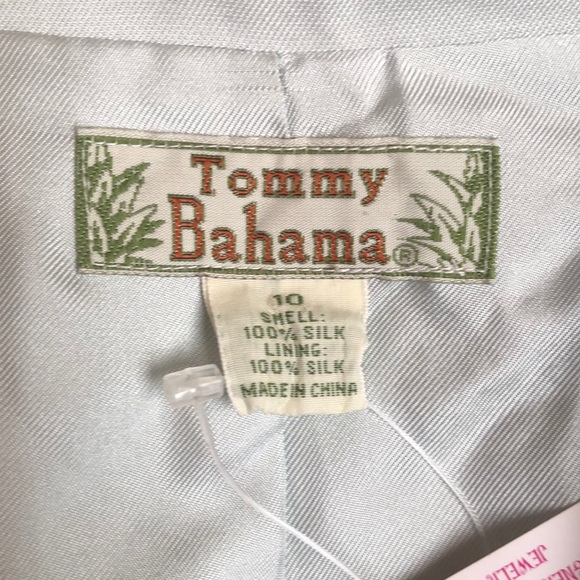 Tommy
Bahama®
10
SHELL:
100% SILK
LINING:
100% SILK
MADE IN CHINA